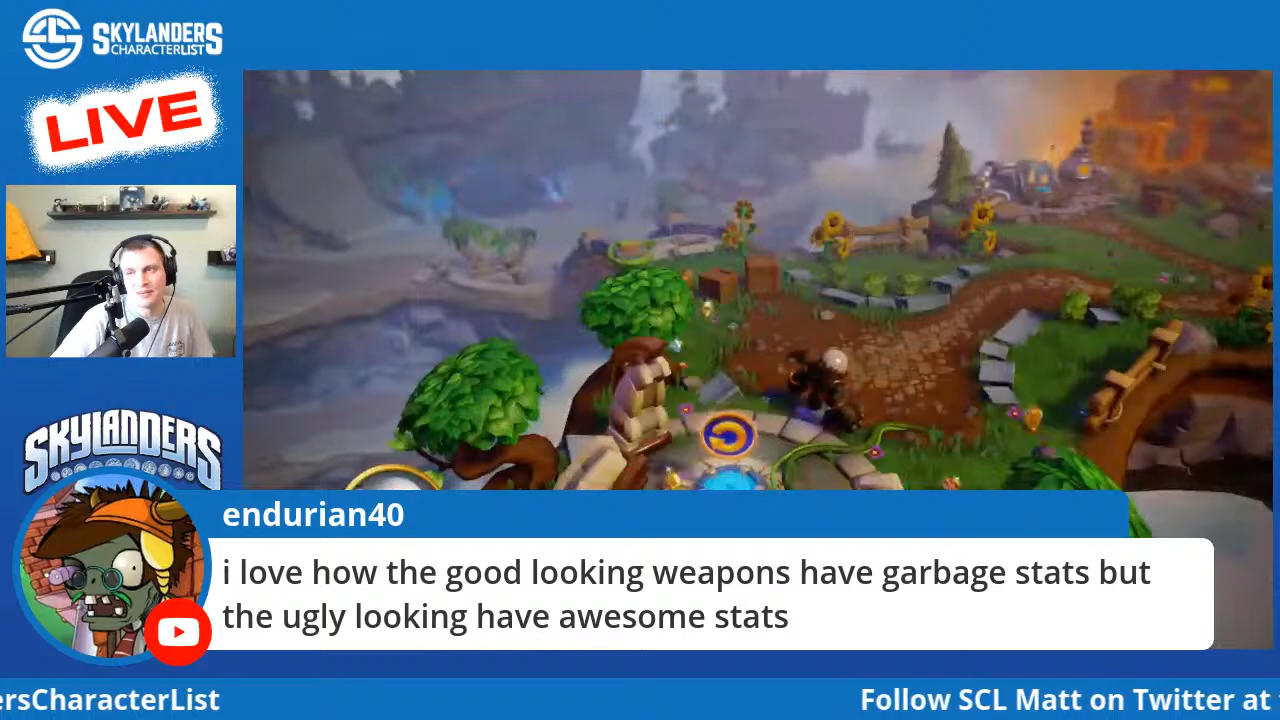 SKYLANDERS
CHARACTERLIST
LIVE
SKYLANDERS
endurian40
i love how the good looking weapons have garbage stats but
the ugly looking have awesome stats
ersCharacterList
Follow SCL Matt on Twitter at